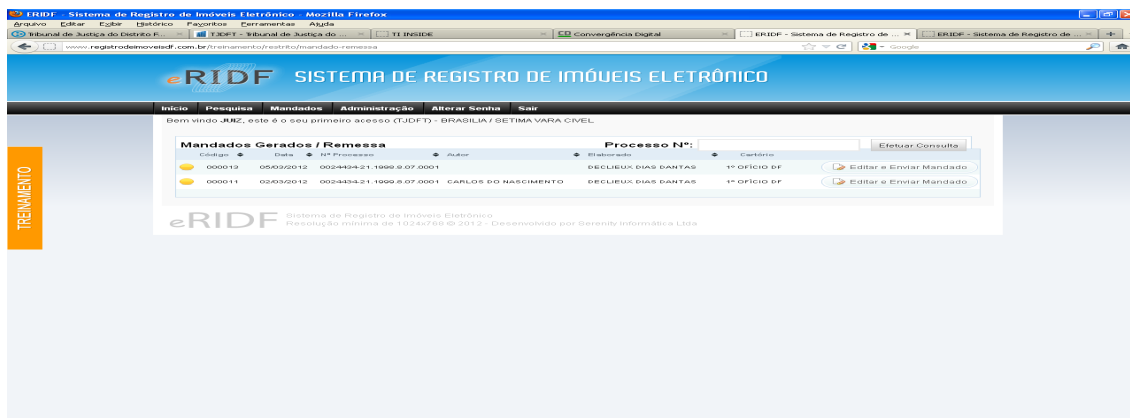 ERIDF - Sistema de Registro de Imóveis Eletrônico - Mozilla Firefox
Arquivo Editar Exibir Histórico Favoritos Ferramentas Ajuda
Tribunal de Justiça do Distrito F... TJDFT - Tribunal de Justiça do ... TI INSIDE Convergência Digital ERIDF - Sistema de Registro de ... ERIDF - Sistema de Registro de ...
www.registrodeimoveisdf.com.br/treinamento/restrito/mandado-remessa Google
eRIDF SISTEMA DE REGISTRO DE IMÓVEIS ELETRÔNICO
Início Pesquisa Mandados Administração Alterar Senha Sair
Bem vindo JUIZ, este é o seu primeiro acesso (TJDFT) - BRASILIA / SETIMA VARA CIVEL
Mandados Gerados / Remessa Processo Nº: Efetuar Consulta
Código Data Nº Processo Autor Elaborado Cartório
000013 05/03/2012 0024434-21.1999.8.07.0001 DECLIEUX DIAS DANTAS 1º OFÍCIO DF Editar e Enviar Mandado
000011 02/03/2012 0024434-21.1999.8.07.0001 CARLOS DO NASCIMENTO DECLIEUX DIAS DANTAS 1º OFÍCIO DF Editar e Enviar Mandado
TREINAMENTO
eRIDF Sistema de Registro de Imóveis Eletrônico
Resolução mínima de 1024x768 © 2012 - Desenvolvido por Serenity Informática Ltda